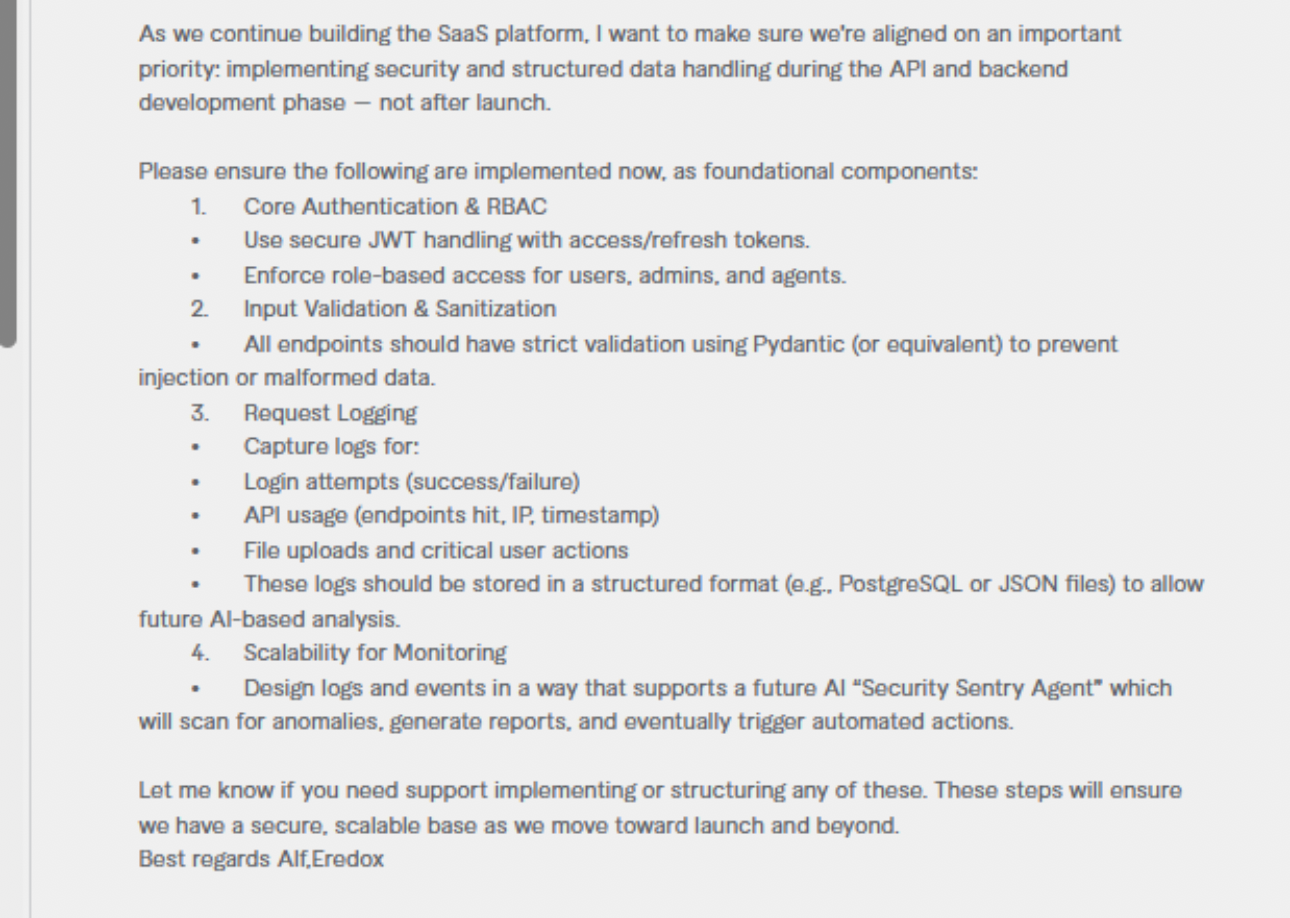 As we continue building the SaaS platform, I want to make sure we're aligned on an important
priority: implementing security and structured data handling during the API and backend
development phase — not after launch.
Please ensure the following are implemented now, as foundational components:
1. Core Authentication & RBAC
• Use secure JWT handling with access/refresh tokens.
• Enforce role-based access for users, admins, and agents.
2. Input Validation & Sanitization
• All endpoints should have strict validation using Pydantic (or equivalent) to prevent
injection or malformed data.
3. Request Logging
• Capture logs for:
• Login attempts (success/failure)
• API usage (endpoints hit, IP, timestamp)
• File uploads and critical user actions
• These logs should be stored in a structured format (e.g., PostgreSQL or JSON files) to allow
future AI-based analysis.
4. Scalability for Monitoring
• Design logs and events in a way that supports a future AI “Security Sentry Agent” which
will scan for anomalies, generate reports, and eventually trigger automated actions.
Let me know if you need support implementing or structuring any of these. These steps will ensure
we have a secure, scalable base as we move toward launch and beyond.
Best regards Alf,Eredox